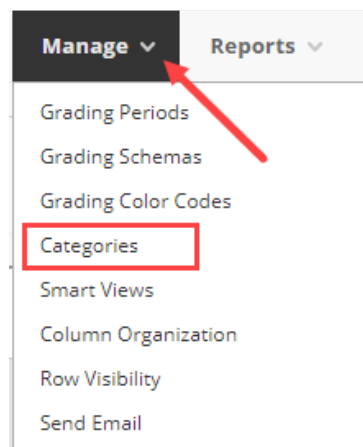 Manage Reports
Grading Periods
Grading Schemas
Grading Color Codes
Categories
Smart Views
Column Organization
Row Visibility
Send Email